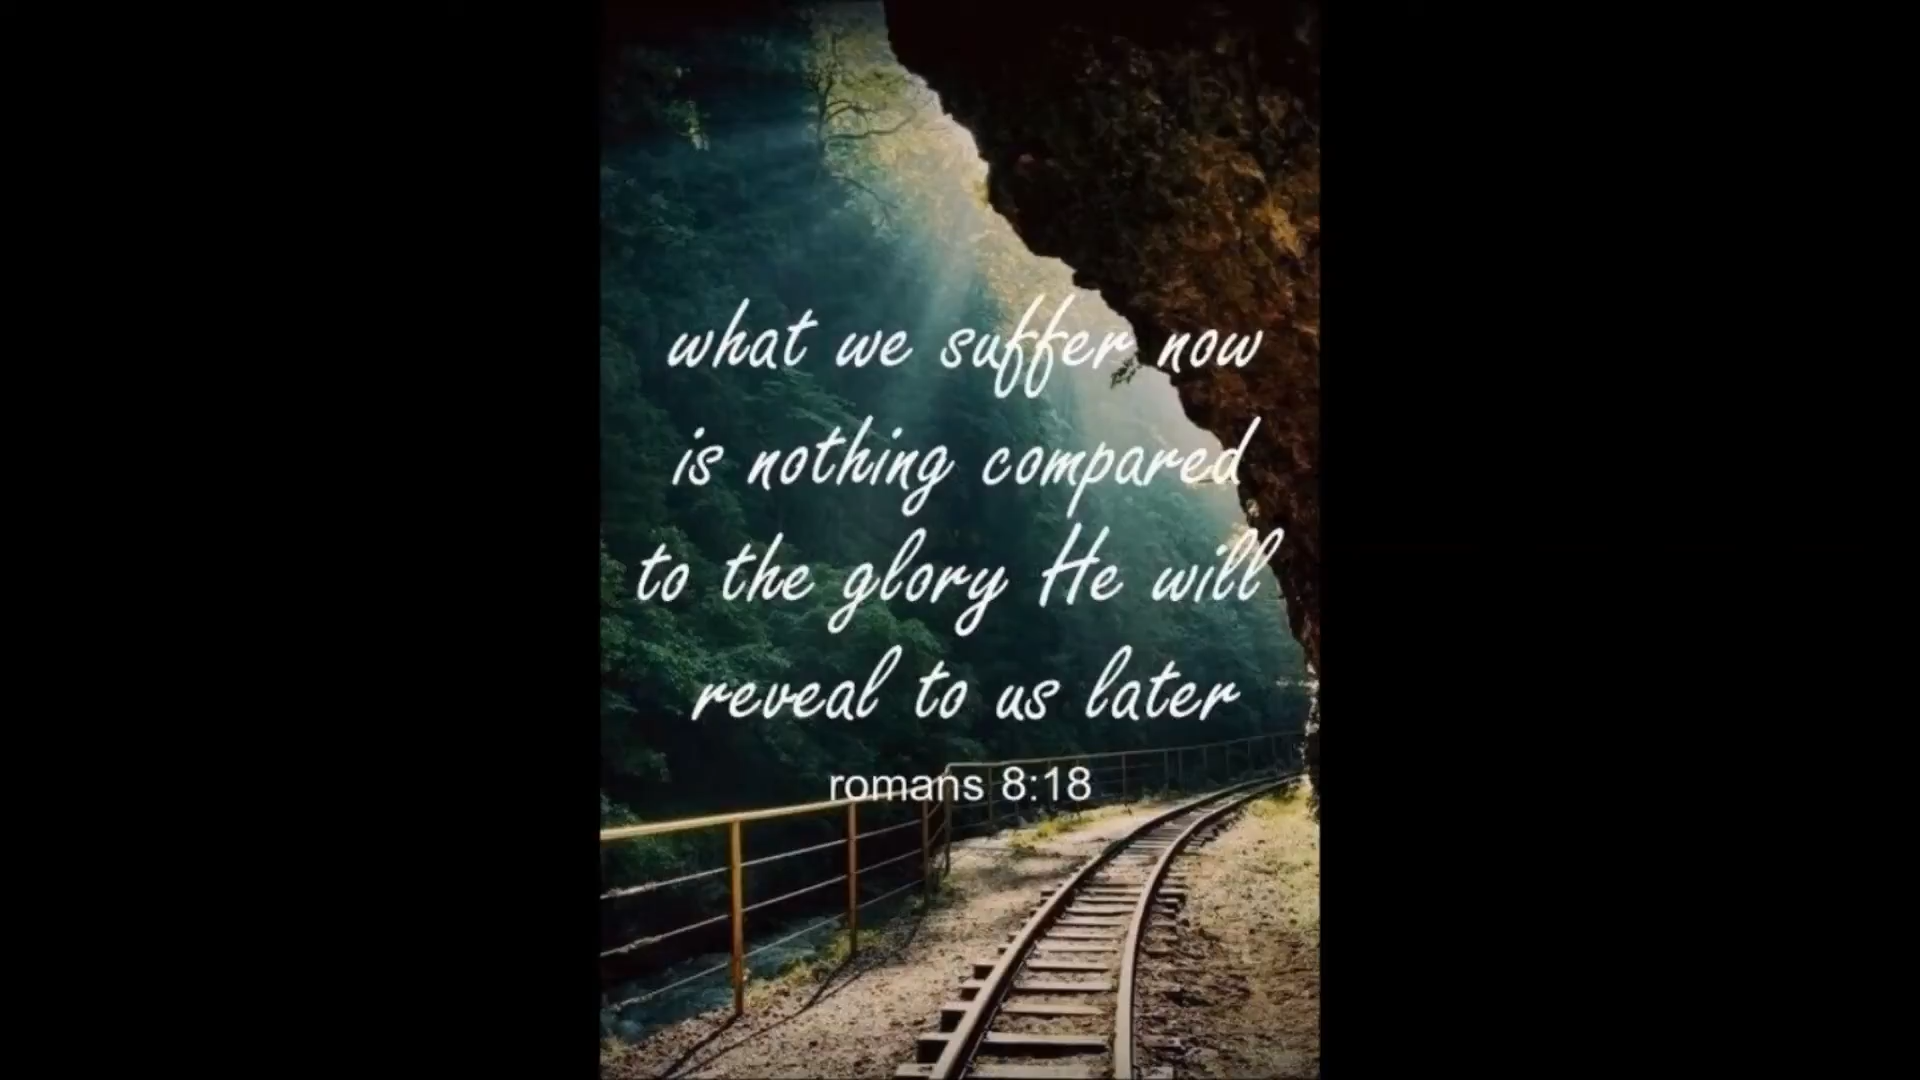 what we suffer now
is nothing compared
to the glory He will
reveal to us later
romans 8:18